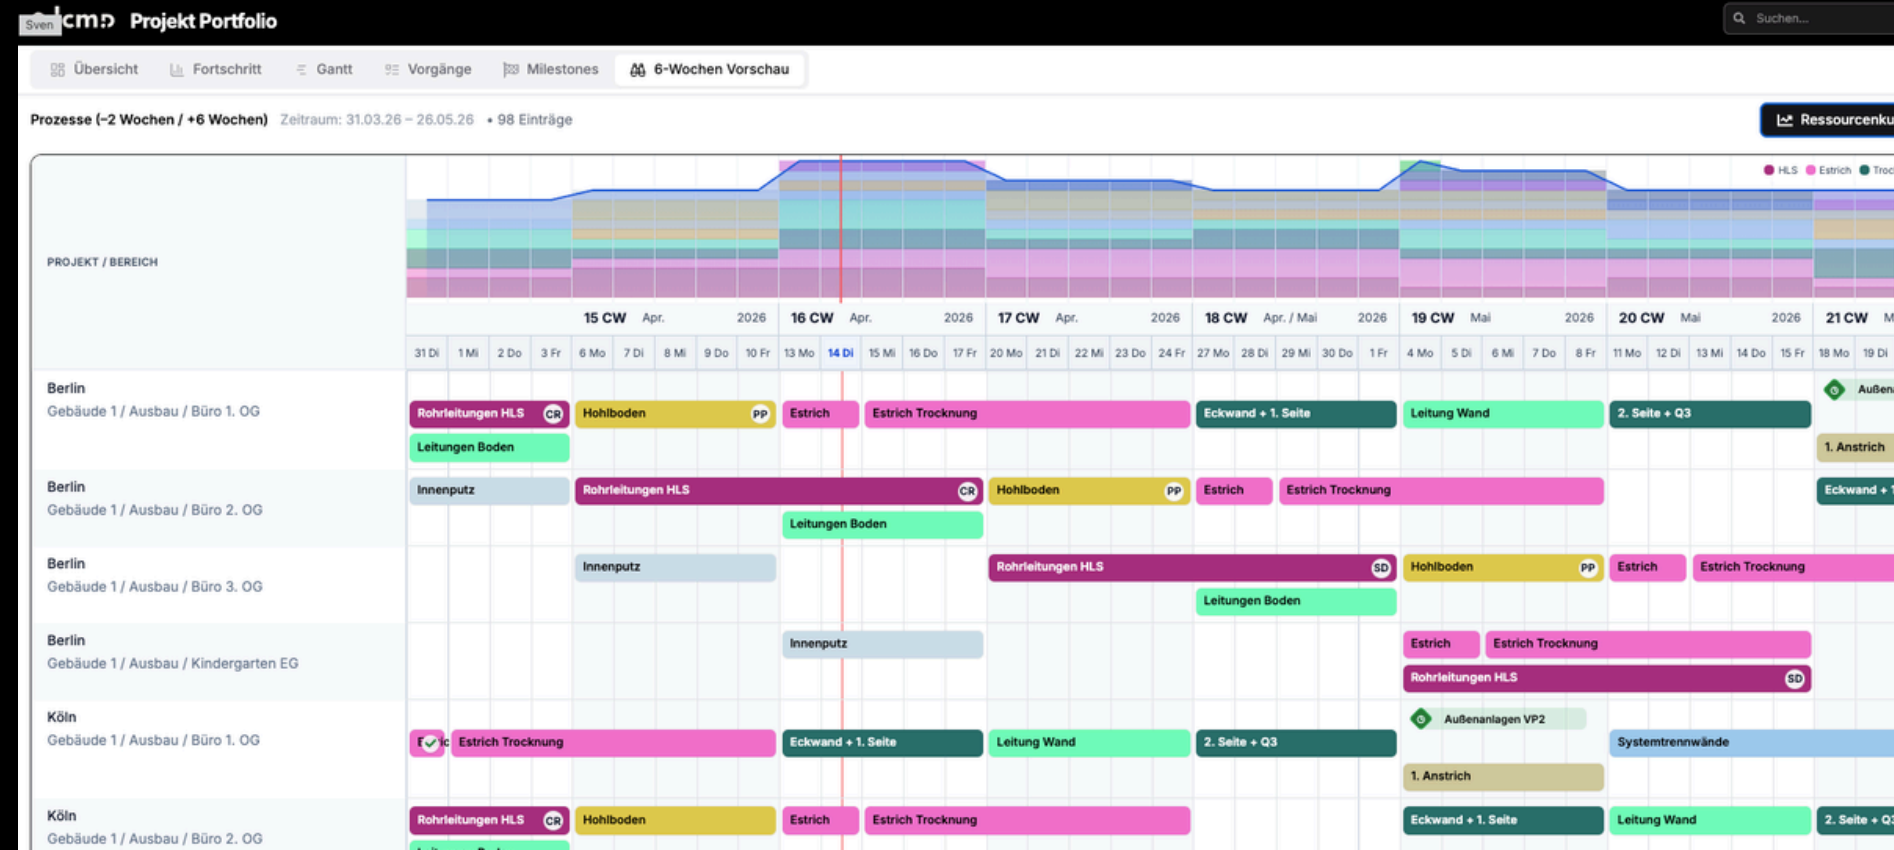 Sven
cmp Projekt Portfolio
Suchen...
Übersicht Fortschritt Gantt Vorgänge Milestones 6-Wochen Vorschau
Prozesse (–2 Wochen / +6 Wochen) Zeitraum: 31.03.26 – 26.05.26 • 98 Einträge
Ressourcenku
HLS Estrich Troc
PROJEKT / BEREICH
15 CW Apr. 2026 16 CW Apr. 2026 17 CW Apr. 2026 18 CW Apr. / Mai 2026 19 CW Mai 2026 20 CW Mai 2026 21 CW M
31 Di 1 Mi 2 Do 3 Fr 6 Mo 7 Di 8 Mi 9 Do 10 Fr 13 Mo 14 Di 15 Mi 16 Do 17 Fr 20 Mo 21 Di 22 Mi 23 Do 24 Fr 27 Mo 28 Di 29 Mi 30 Do 1 Fr 4 Mo 5 Di 6 Mi 7 Do 8 Fr 11 Mo 12 Di 13 Mi 14 Do 15 Fr 18 Mo 19 Di
Berlin
Außena
Gebäude 1 / Ausbau / Büro 1. OG
Rohrleitungen HLS CR Hohlboden PP Estrich Estrich Trocknung Eckwand + 1. Seite Leitung Wand 2. Seite + Q3
Leitungen Boden 1. Anstrich
Berlin
Gebäude 1 / Ausbau / Büro 2. OG
Innenputz Rohrleitungen HLS CR Hohlboden PP Estrich Estrich Trocknung Eckwand + 1
Leitungen Boden
Berlin
Gebäude 1 / Ausbau / Büro 3. OG
Innenputz Rohrleitungen HLS SD Hohlboden PP Estrich Estrich Trocknung
Leitungen Boden
Berlin
Gebäude 1 / Ausbau / Kindergarten EG
Innenputz Estrich Estrich Trocknung
Rohrleitungen HLS SD
Köln
Gebäude 1 / Ausbau / Büro 1. OG
Außenanlagen VP2
Estrich Trocknung Eckwand + 1. Seite Leitung Wand 2. Seite + Q3 Systemtrennwände
1. Anstrich
Köln
Gebäude 1 / Ausbau / Büro 2. OG
Rohrleitungen HLS CR Hohlboden Estrich Estrich Trocknung Eckwand + 1. Seite Leitung Wand 2. Seite + Q3